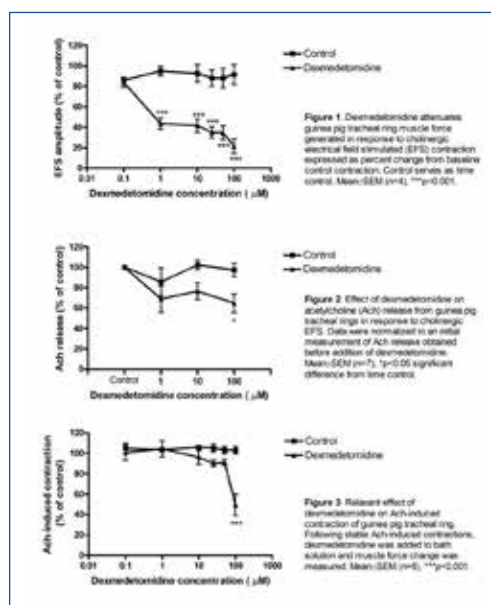 120
100
80
60
40
20
0
EFS amplitude (% of control)
***
***
***
***
***
0.1
1
10
100
1000
Dexmedetomidine concentration ( μM)
Control
Dexmedetomidine
Figure 1. Dexmedetomidine attenuates
guinea pig tracheal ring muscle force
generated in response to cholinergic
electrical field stimulated (EFS) contraction
expressed as percent change from baseline
control contraction. Control serves as time
control. Mean±SEM (n=4), ***p<0.001.
120
100
80
60
40
20
0
Ach release (% of control)
*
Control
1
10
100
1000
Dexmedetomidine concentration ( μM)
Control
Dexmedetomidine
Figure 2. Effect of dexmedetomidine on
acetylcholine (Ach) release from guinea pig
tracheal rings in response to cholinergic
EFS. Data were normalized to an initial
measurement of Ach release obtained
before addition of dexmedetomidine.
Mean±SEM (n=7), *p<0.05 significant
difference from time control.
120
100
80
60
40
20
0
Ach-induced contraction
(% of control)
***
0.1
1
10
100
1000
Dexmedetomidine concentration ( μM)
Control
Dexmedetomidine
Figure 3. Relaxant effect of
dexmedetomidine on Ach-induced
contraction of guinea pig tracheal ring.
Following stable Ach-induced contractions,
dexmedetomidine was added to bath
solution and muscle force change was
measured. Mean±SEM (n=6), ***p<0.001.